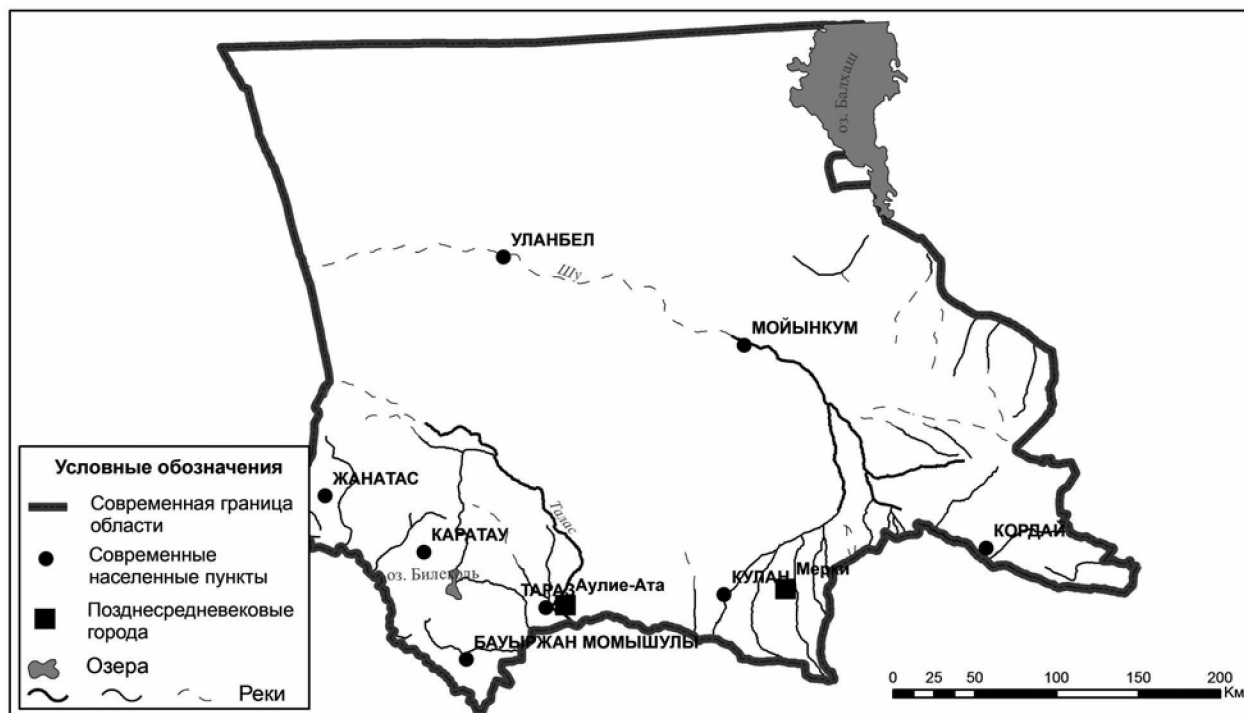 оз. Балхаш
УЛАНБЕЛ
Шу
МОЙЫНКУМ
Условные обозначения
Современная граница
области
Современные
населенные пункты
Позднесредневековые
города
Озера
Реки
ЖАНАТАС
КАРАТАУ
Талас
оз. Билеколь
ТАРАЗ
Аулие-Ата
БАУЫРЖАН МОМЫШУЛЫ
КУЛАН
Мерки
КОРДАЙ
0 25 50 100 150 200
Км